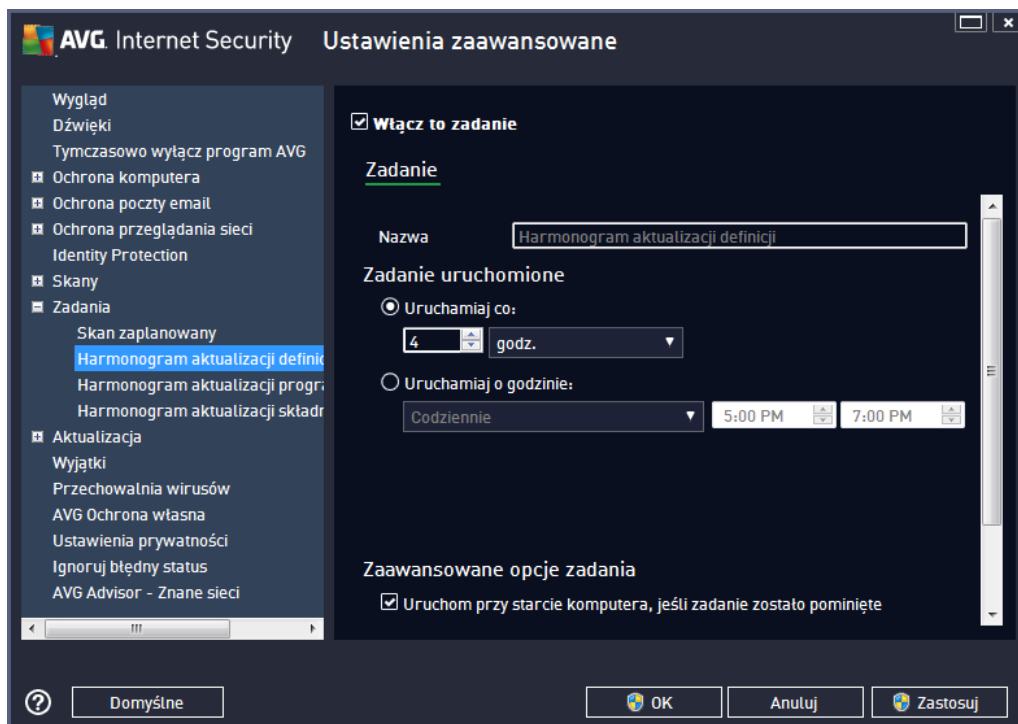 AVG. Internet Security Ustawienia zaawansowane
Wygląd
Dźwięki
Tymczasowo wyłącz program AVG
Ochrona komputera
Ochrona poczty email
Ochrona przeglądania sieci
Identity Protection
Skany
Zadania
Skan zaplanowany
Harmonogram aktualizacji definic
Harmonogram aktualizacji progra
Harmonogram aktualizacji składr
Aktualizacja
Wyjątki
Przechowalnia wirusów
AVG Ochrona własna
Ustawienia prywatności
Ignoruj błędny status
AVG Advisor - Znane sieci
Włącz to zadanie
Zadanie
Nazwa Harmonogram aktualizacji definicji
Zadanie uruchomione
Uruchamiaj co:
4 godz.
Uruchamiaj o godzinie:
Codziennie 5:00 PM 7:00 PM
Zaawansowane opcje zadania
Uruchom przy starcie komputera, jeśli zadanie zostało pominięte
? Domyślne OK Anuluj Zastosuj